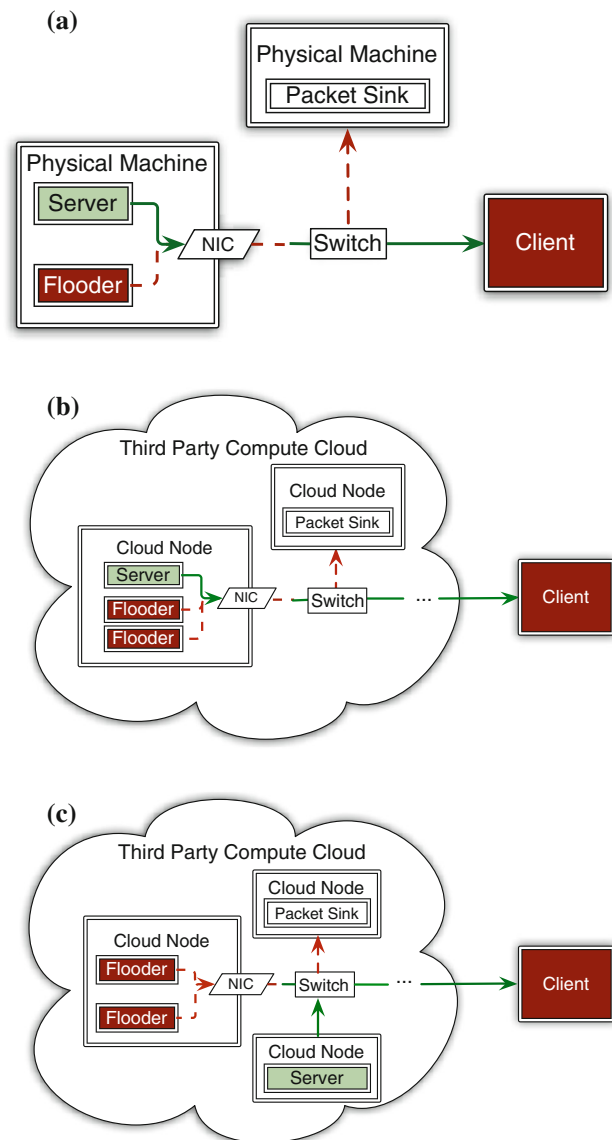 (a)
Physical Machine
Packet Sink
Physical Machine
Server
NIC
Switch
Client
Flooder
(b)
Third Party Compute Cloud
Cloud Node
Packet Sink
Cloud Node
Server
Flooder
Flooder
NIC
Switch
...
Client
(c)
Third Party Compute Cloud
Cloud Node
Packet Sink
Cloud Node
Flooder
Flooder
NIC
Switch
...
Client
Cloud Node
Server